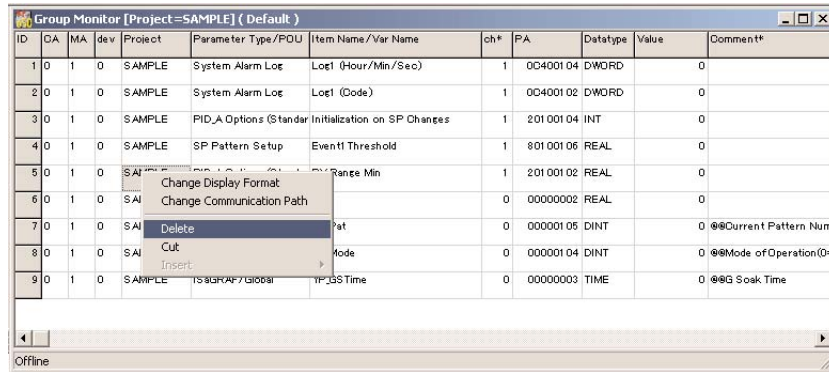 Group Monitor [Project=SAMPLE] ( Default )
ID CA MA dev Project Parameter Type/POU Item Name/Var Name ch* PA Datatype Value Comment*
1 0 1 0 SAMPLE System Alarm Log Log1 (Hour/Min/Sec) 1 0C400104 DWORD 0
2 0 1 0 SAMPLE System Alarm Log Log1 (Code) 1 0C400102 DWORD 0
3 0 1 0 SAMPLE PID_A Options (Standar Initialization on SP Changes 1 20100104 INT 0
4 0 1 0 SAMPLE SP Pattern Setup Event1 Threshold 1 80100106 REAL 0
5 0 1 0 SAMPLE Range Min 1 20100102 REAL 0
Change Display Format
Change Communication Path
6 0 1 0 SAI 0 00000002 REAL 0
Delete
7 0 1 0 SAI Pat 0 00000105 DINT 0 @@Current Pattern Num
Cut
8 0 1 0 SAI Mode 0 00000104 DINT 0 @@Mode of Operation(0=
Insert
9 0 1 0 SAMPLE ISaGRAF/Global YP_GSTime 0 00000003 TIME 0 @@G Soak Time
Offline